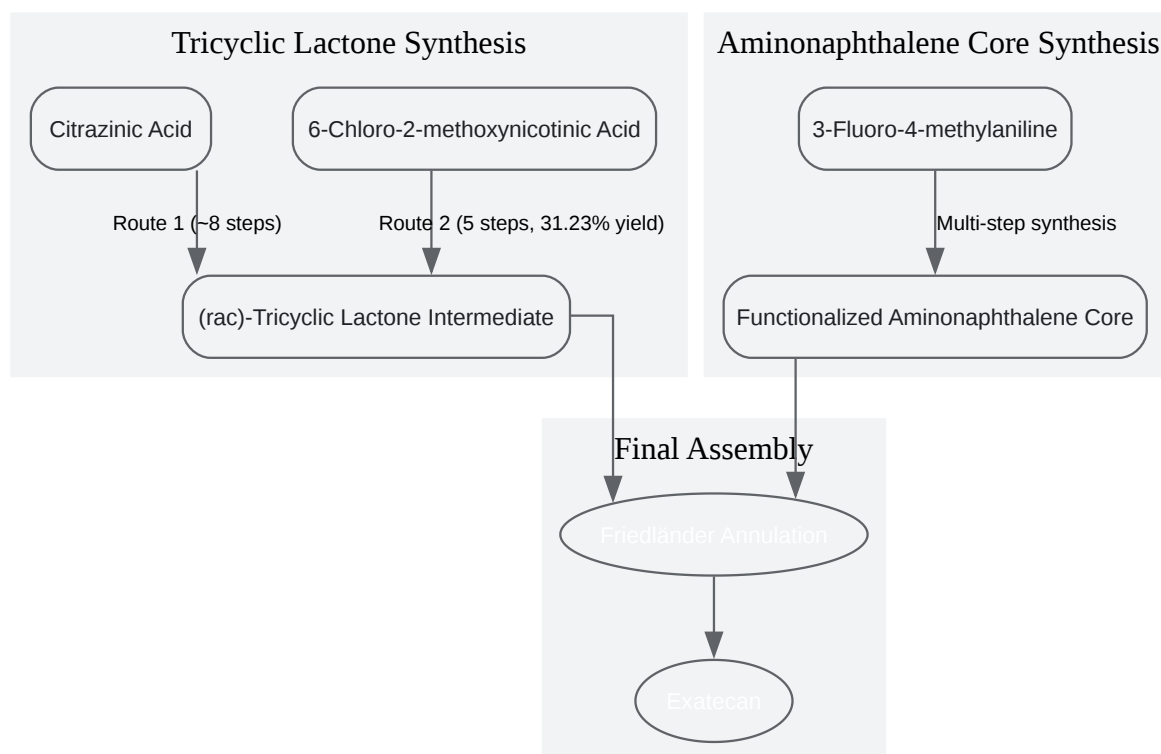 Tricyclic Lactone Synthesis
Aminonaphthalene Core Synthesis
Citrazinic Acid
6-Chloro-2-methoxynicotinic Acid
3-Fluoro-4-methylaniline
Route 1 (~8 steps)
Route 2 (5 steps, 31.23% yield)
Multi-step synthesis
(rac)-Tricyclic Lactone Intermediate
Functionalized Aminonaphthalene Core
Final Assembly
Friedländer Annulation
Exatecan